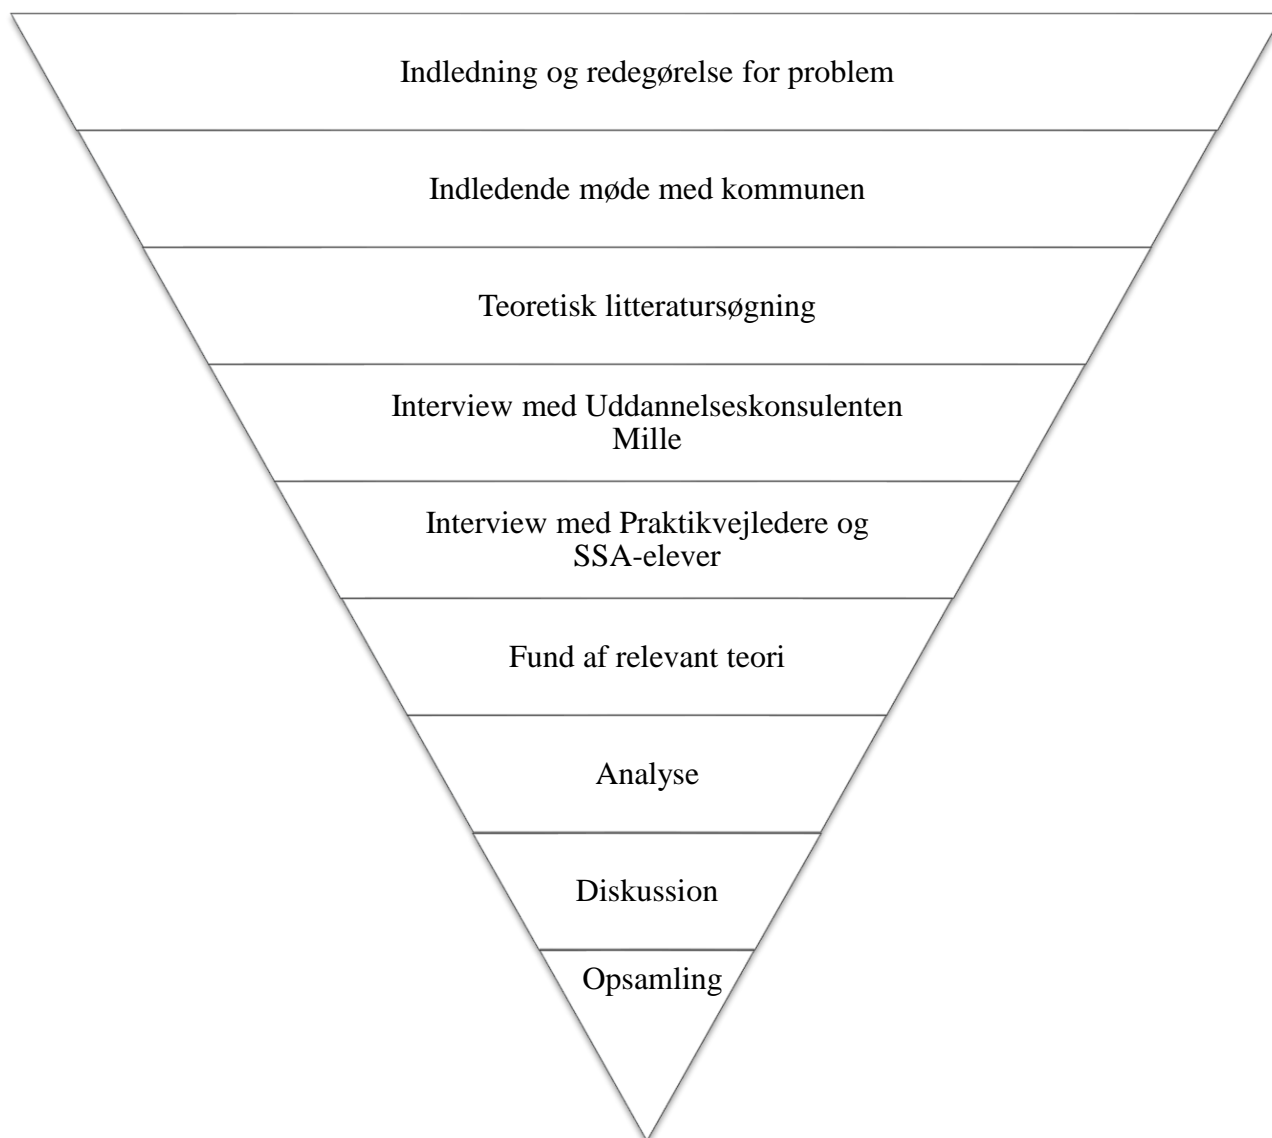 Indledning og redegørelse for problem
Indledende møde med kommunen
Teoretisk litteratursøgning
Interview med Uddannelseskonsulenten
Mille
Interview med Praktikvejledere og
SSA-elever
Fund af relevant teori
Analyse
Diskussion
Opsamling